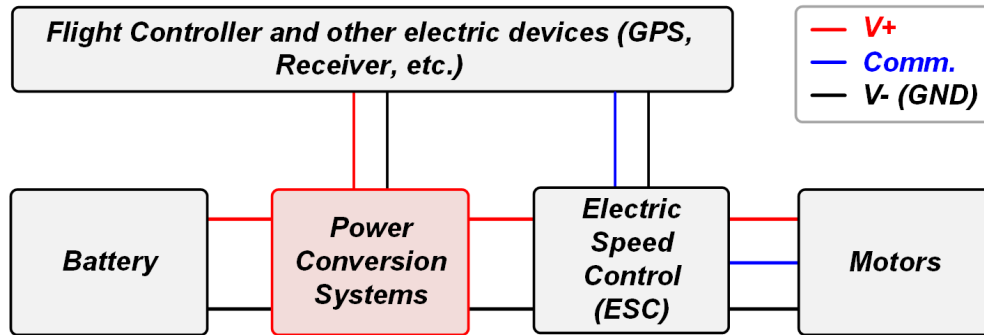 Flight Controller and other electric devices (GPS,
Receiver, etc.)
V+
Comm.
V- (GND)
Battery
Power
Conversion
Systems
Electric
Speed
Control
(ESC)
Motors